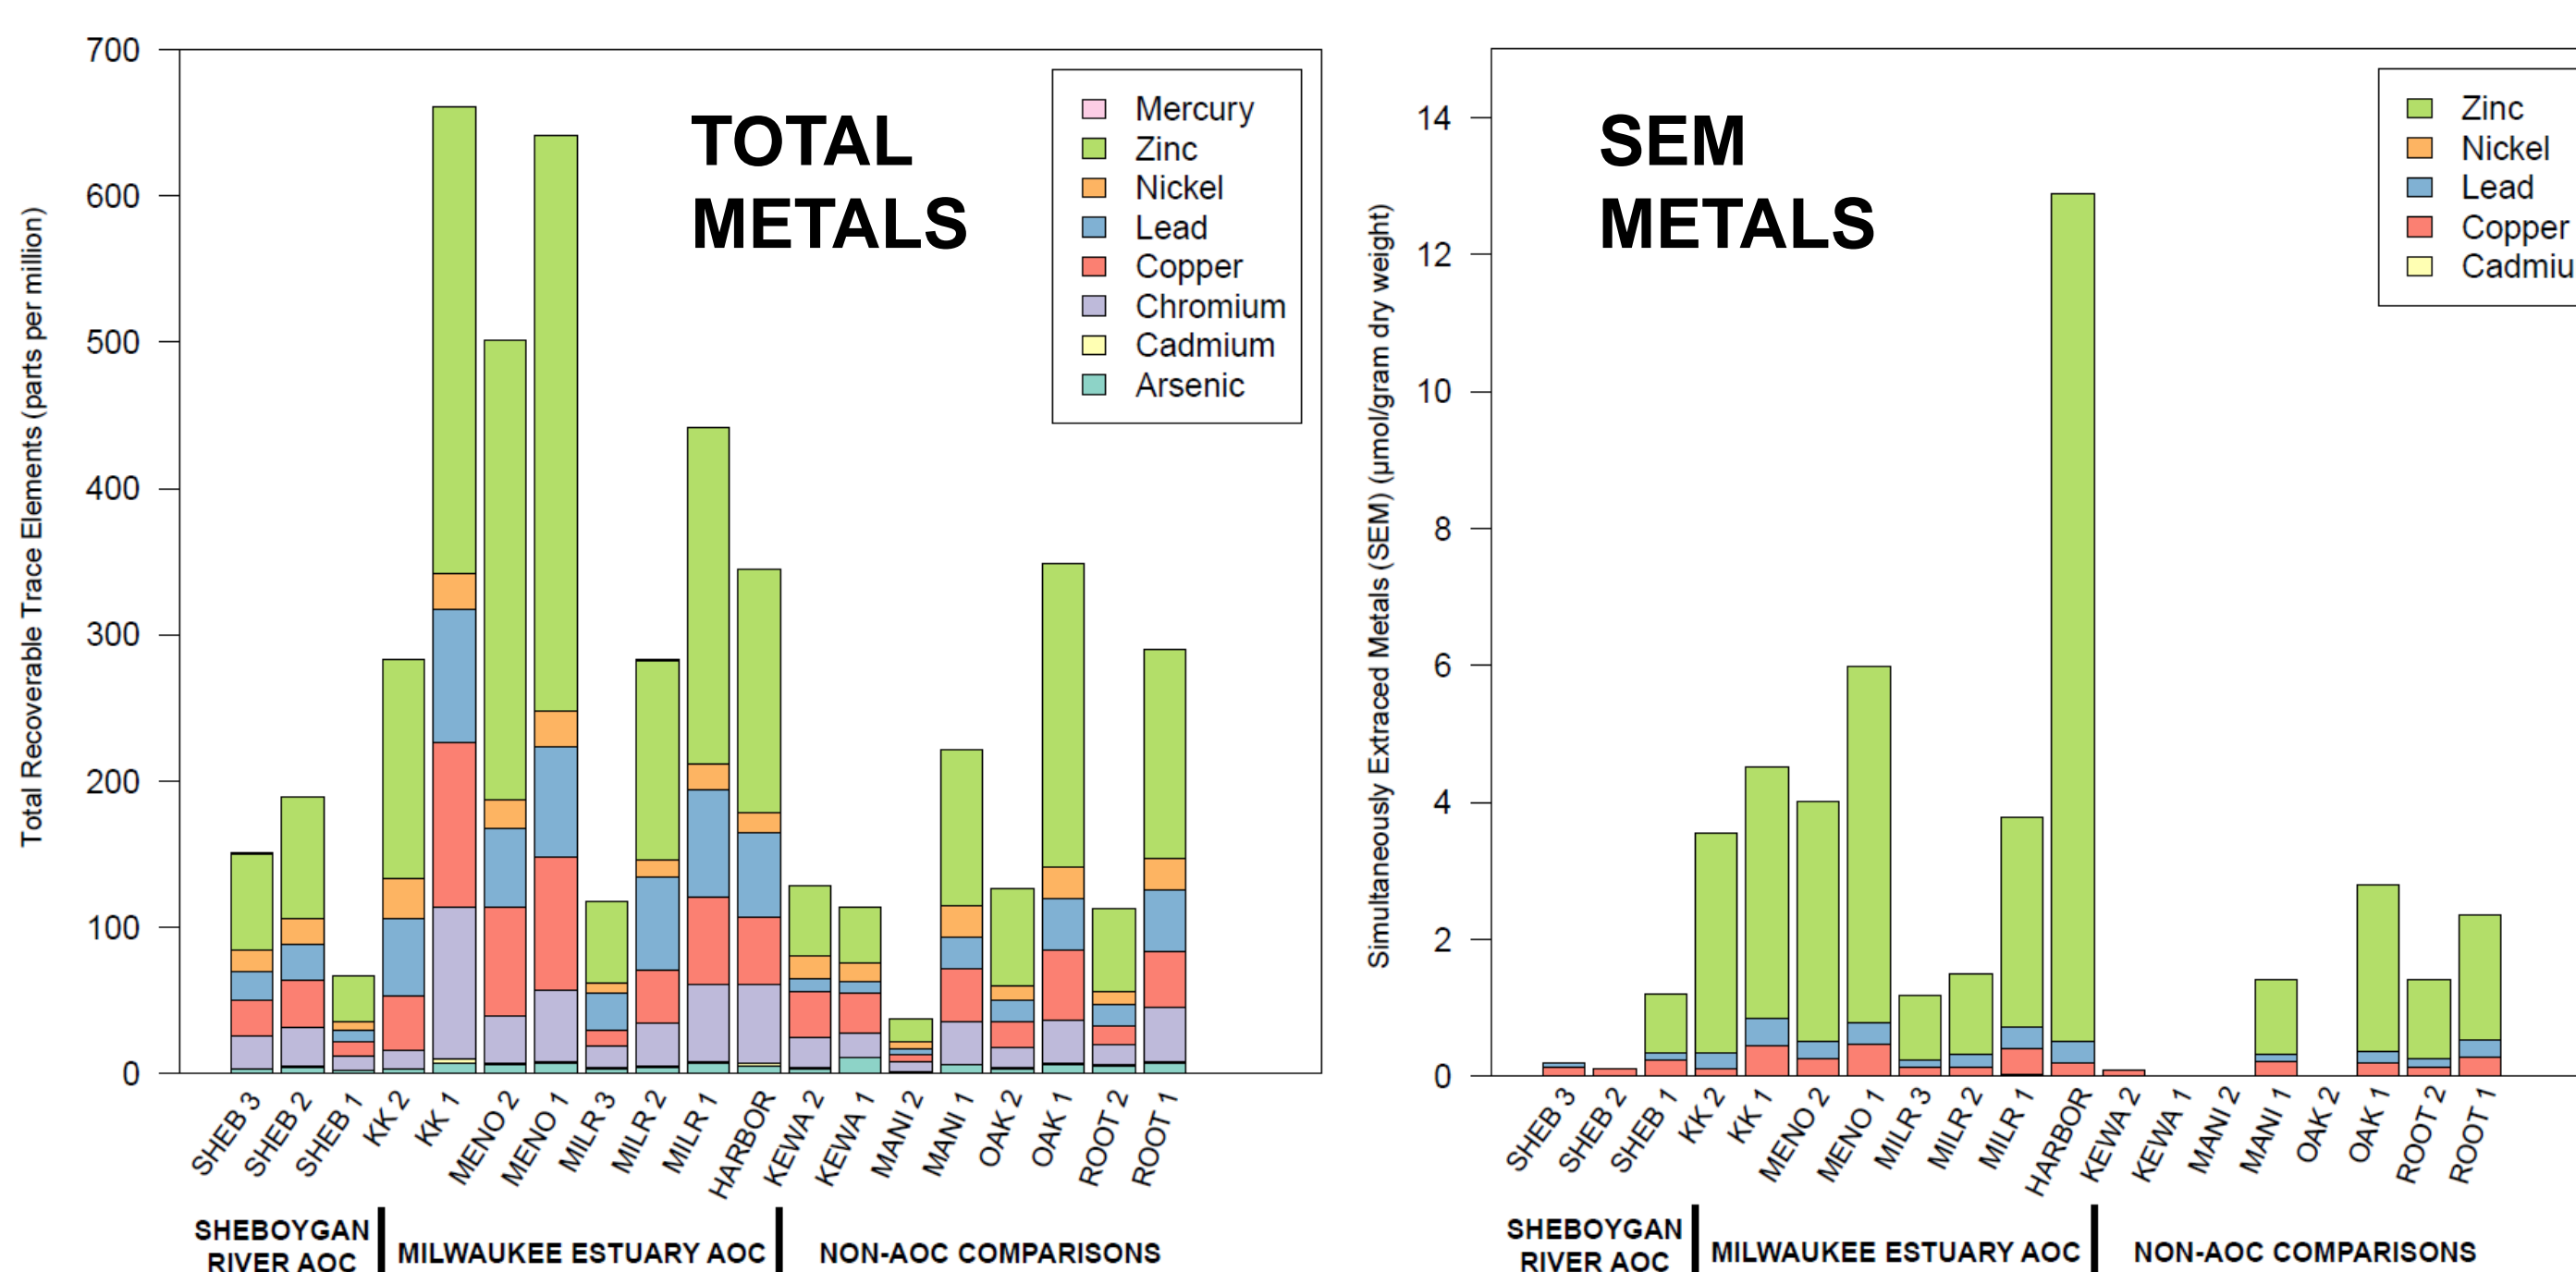 700
600
500
400
300
200
100
0
Total Recoverable Trace Elements (parts per million)
TOTAL
METALS
Mercury
Zinc
Nickel
Lead
Copper
Chromium
Cadmium
Arsenic
SHEB 3
SHEB 2
SHEB 1
KK 2
KK 1
MENO 2
MENO 1
MILR 3
MILR 2
MILR 1
HARBOR
KEWA 2
KEWA 1
MANI 2
MANI 1
OAK 2
OAK 1
ROOT 2
ROOT 1
SHEBOYGAN
RIVER AOC
MILWAUKEE ESTUARY AOC
NON-AOC COMPARISONS
14
12
10
8
6
4
2
0
Simultaneously Extraced Metals (SEM) (μmol/gram dry weight)
SEM
METALS
Zinc
Nickel
Lead
Copper
Cadmiu
SHEB 3
SHEB 2
SHEB 1
KK 2
KK 1
MENO 2
MENO 1
MILR 3
MILR 2
MILR 1
HARBOR
KEWA 2
KEWA 1
MANI 2
MANI 1
OAK 2
OAK 1
ROOT 2
ROOT 1
SHEBOYGAN
RIVER AOC
MILWAUKEE ESTUARY AOC
NON-AOC COMPARISONS